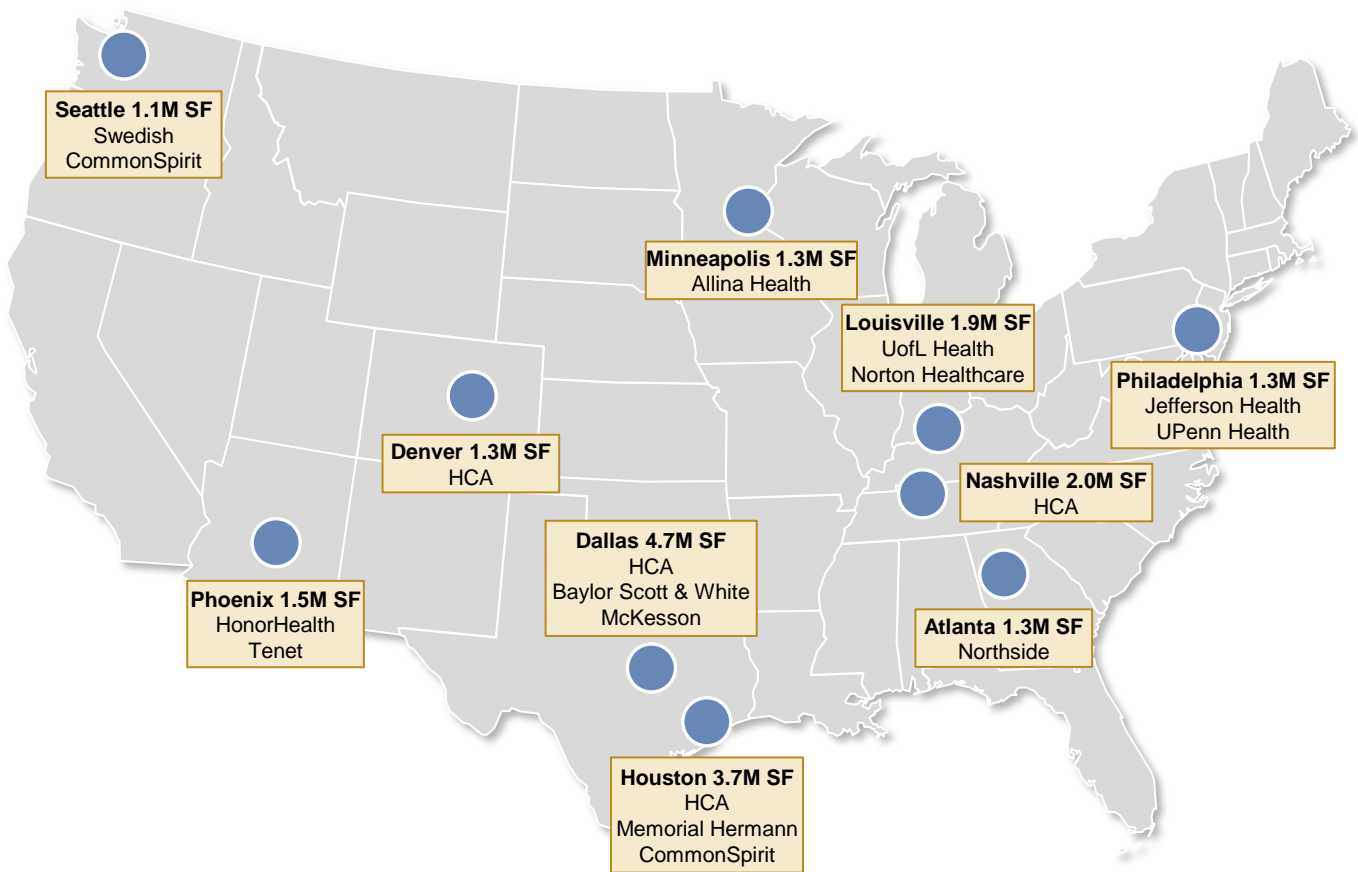 Seattle 1.1M SF
Swedish
CommonSpirit
Minneapolis 1.3M SF
Allina Health
Louisville 1.9M SF
UofL Health
Norton Healthcare
Philadelphia 1.3M SF
Jefferson Health
UPenn Health
Denver 1.3M SF
HCA
Nashville 2.0M SF
HCA
Dallas 4.7M SF
HCA
Baylor Scott & White
McKesson
Phoenix 1.5M SF
HonorHealth
Tenet
Atlanta 1.3M SF
Northside
Houston 3.7M SF
HCA
Memorial Hermann
CommonSpirit